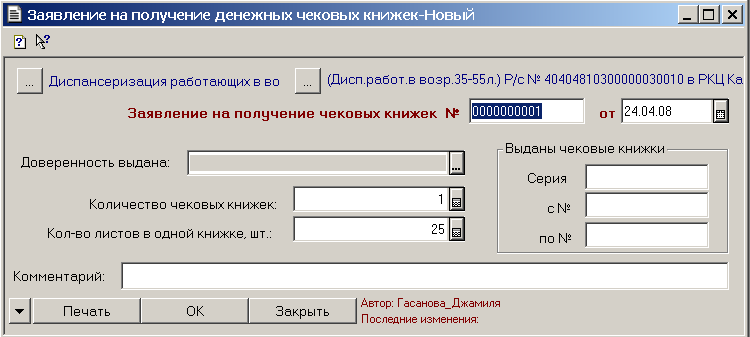 Заявление на получение денежных чековых книжек-Новый
... Диспансеризация работающих в во ... (Дисп.работ.в возр.35-55л.) Р/с № 40404810300000030010 в РКЦ Ка
Заявление на получение чековых книжек № 0000000001 от 24.04.08
Доверенность выдана: ...
Выданы чековые книжки
Серия
Количество чековых книжек: 1
с №
Кол-во листов в одной книжке, шт.: 25
по №
Комментарий:
Печать OK Закрыть
Автор: Гасанова_Джамиля
Последние изменения: